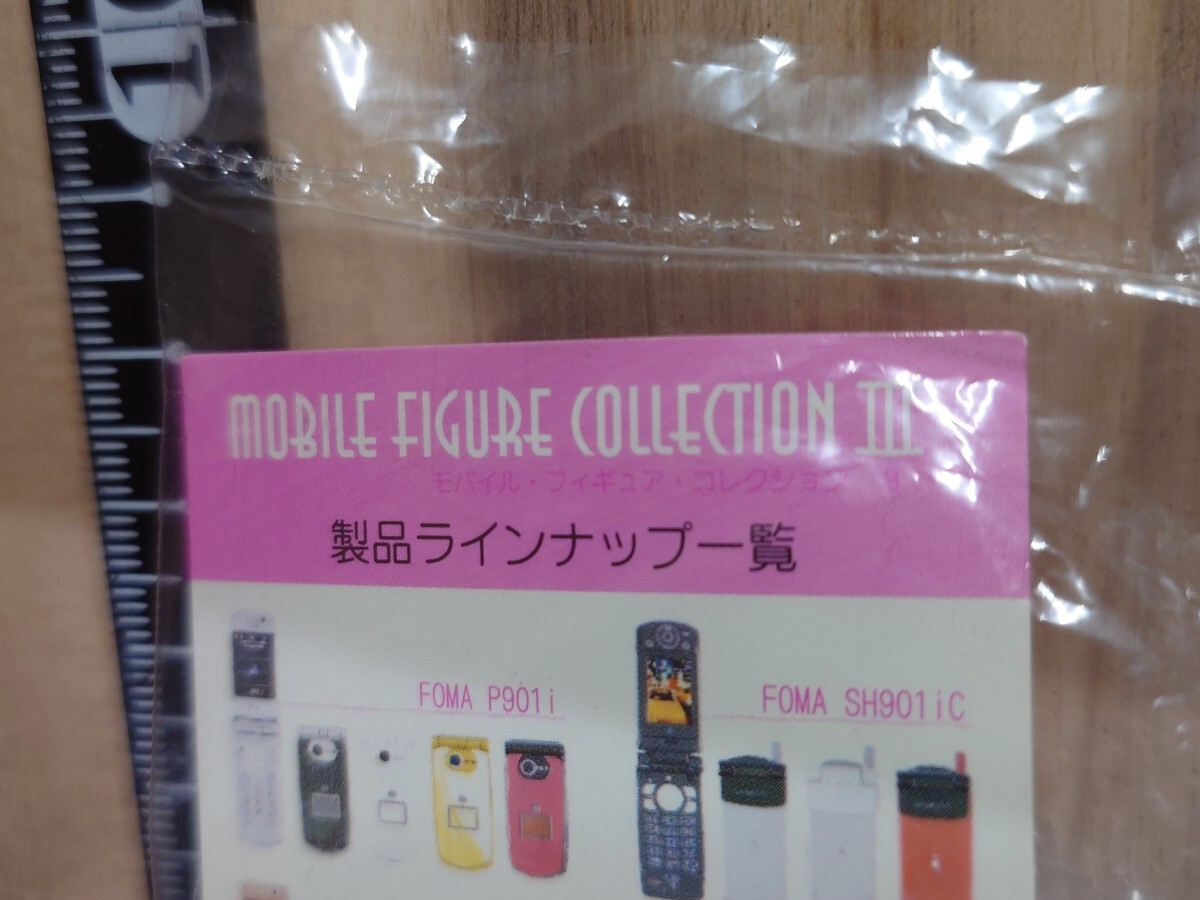 MOBILE FIGURE COLLECTION III
モバイル・フィギュア・コレクション 3
製品ラインナップ一覧
FOMA P901i
FOMA SH901iC